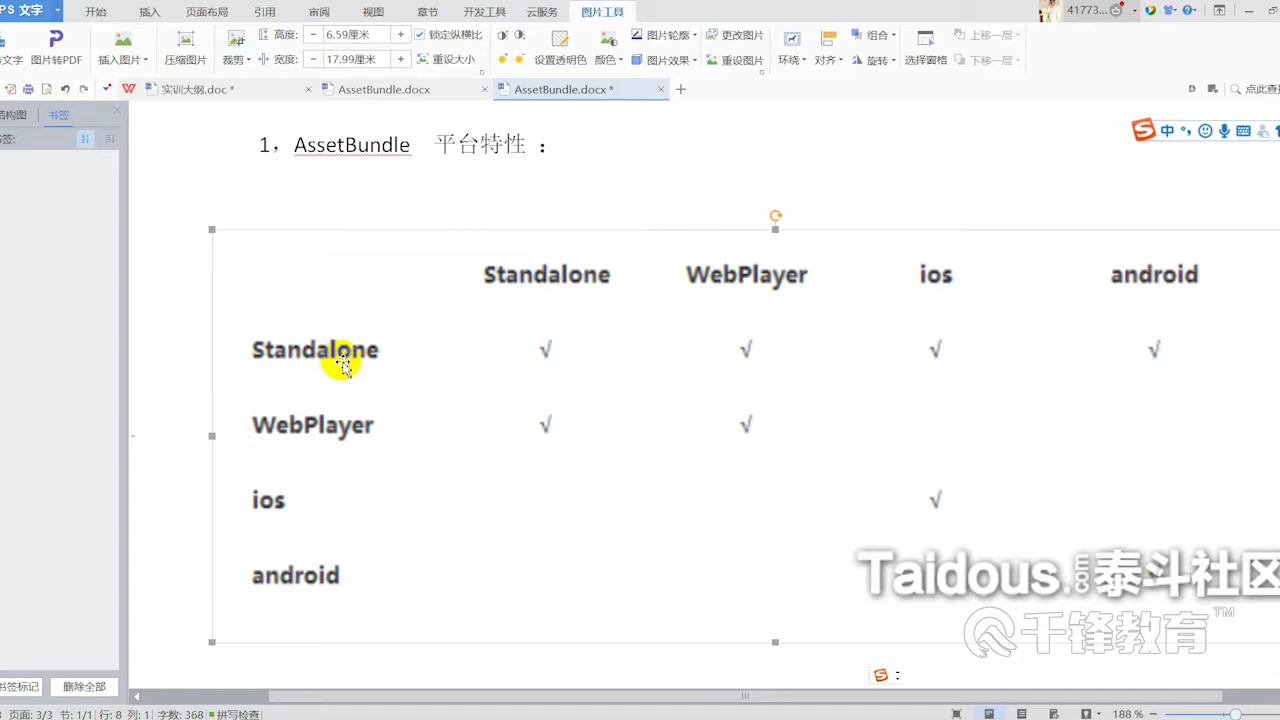 PS 文字 开始 插入 页面布局 引用 审阅 视图 章节 开发工具 云服务 图片工具 41773...
高度: － 6.59厘米 + 锁定纵横比 图片轮廓 更改图片 组合 上移一层
文字 图片转PDF 插入图片 压缩图片 裁剪 宽度: － 17.99厘米 + 重设大小 设置透明色 颜色 图片效果 重设图片 环绕 对齐 旋转 选择窗格 下移一层
实训大纲.doc * × AssetBundle.docx × AssetBundle.docx * × + 点此查
结构图 书签
签:
中
1， AssetBundle 平台特性 ：
Standalone WebPlayer ios android
Standalone √ √ √ √
WebPlayer √ √
ios √
android
Taidous.com 泰斗社区
千锋教育 TM
书签标记 删除全部
页面: 3/3 节: 1/1 行: 8 列: 1 字数: 368 拼写检查 188 %